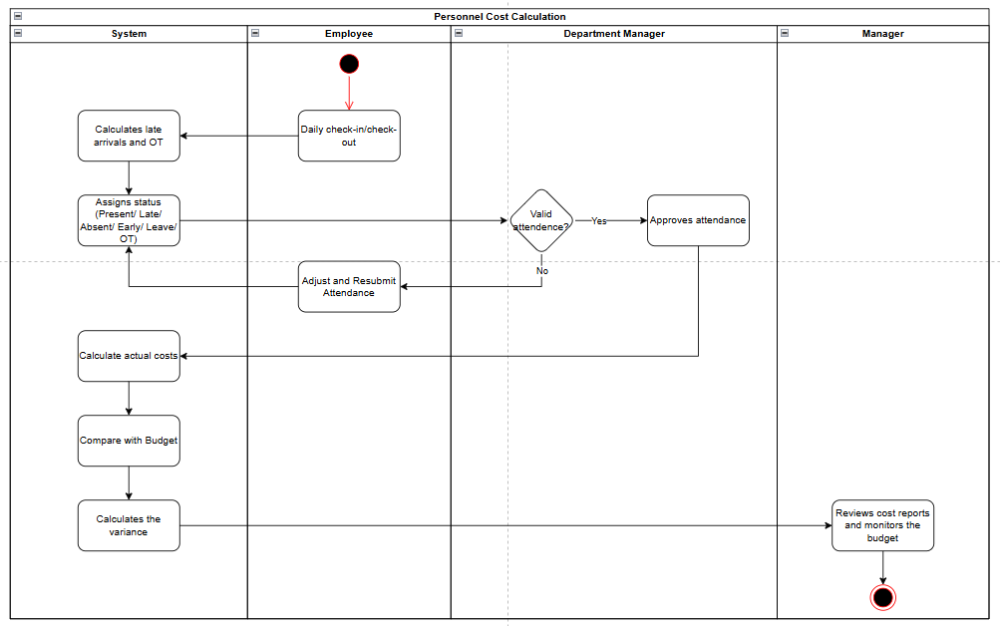 Personnel Cost Calculation
System
Employee
Department Manager
Manager
Calculates late
arrivals and OT
Daily check-in/check-
out
Assigns status
(Present/ Late/
Absent/ Early/ Leave/
OT)
Valid
attendence?
Yes
Approves attendance
No
Adjust and Resubmit
Attendance
Calculate actual costs
Compare with Budget
Calculates the
variance
Reviews cost reports
and monitors the
budget